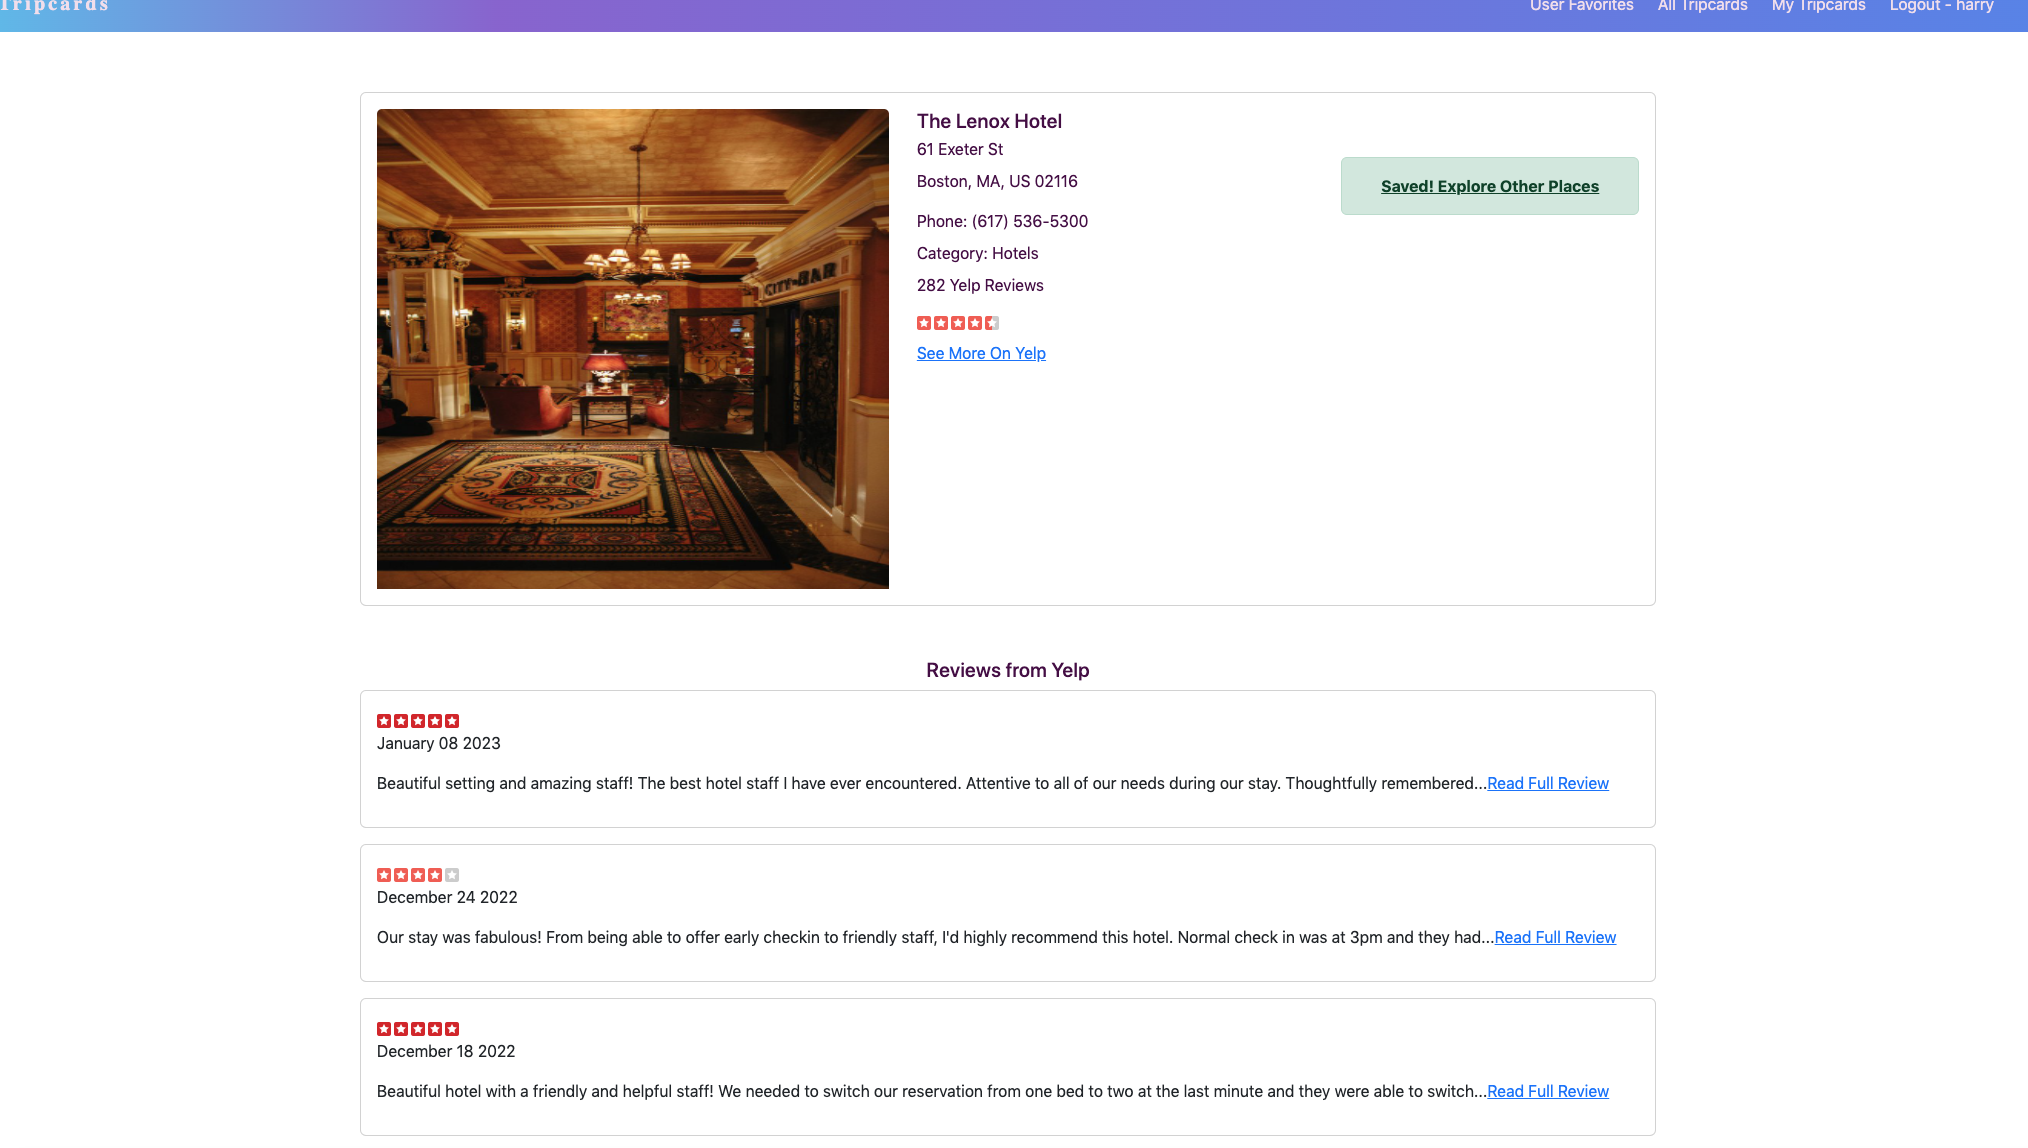 Tripcards
User Favorites
All Tripcards
My Tripcards
Logout - harry
The Lenox Hotel
61 Exeter St
Boston, MA, US 02116
Phone: (617) 536-5300
Category: Hotels
282 Yelp Reviews
See More On Yelp
Saved! Explore Other Places
CITY-BAR
Reviews from Yelp
January 08 2023
Beautiful setting and amazing staff! The best hotel staff I have ever encountered. Attentive to all of our needs during our stay. Thoughtfully remembered...Read Full Review
December 24 2022
Our stay was fabulous! From being able to offer early checkin to friendly staff, I'd highly recommend this hotel. Normal check in was at 3pm and they had...Read Full Review
December 18 2022
Beautiful hotel with a friendly and helpful staff! We needed to switch our reservation from one bed to two at the last minute and they were able to switch...Read Full Review